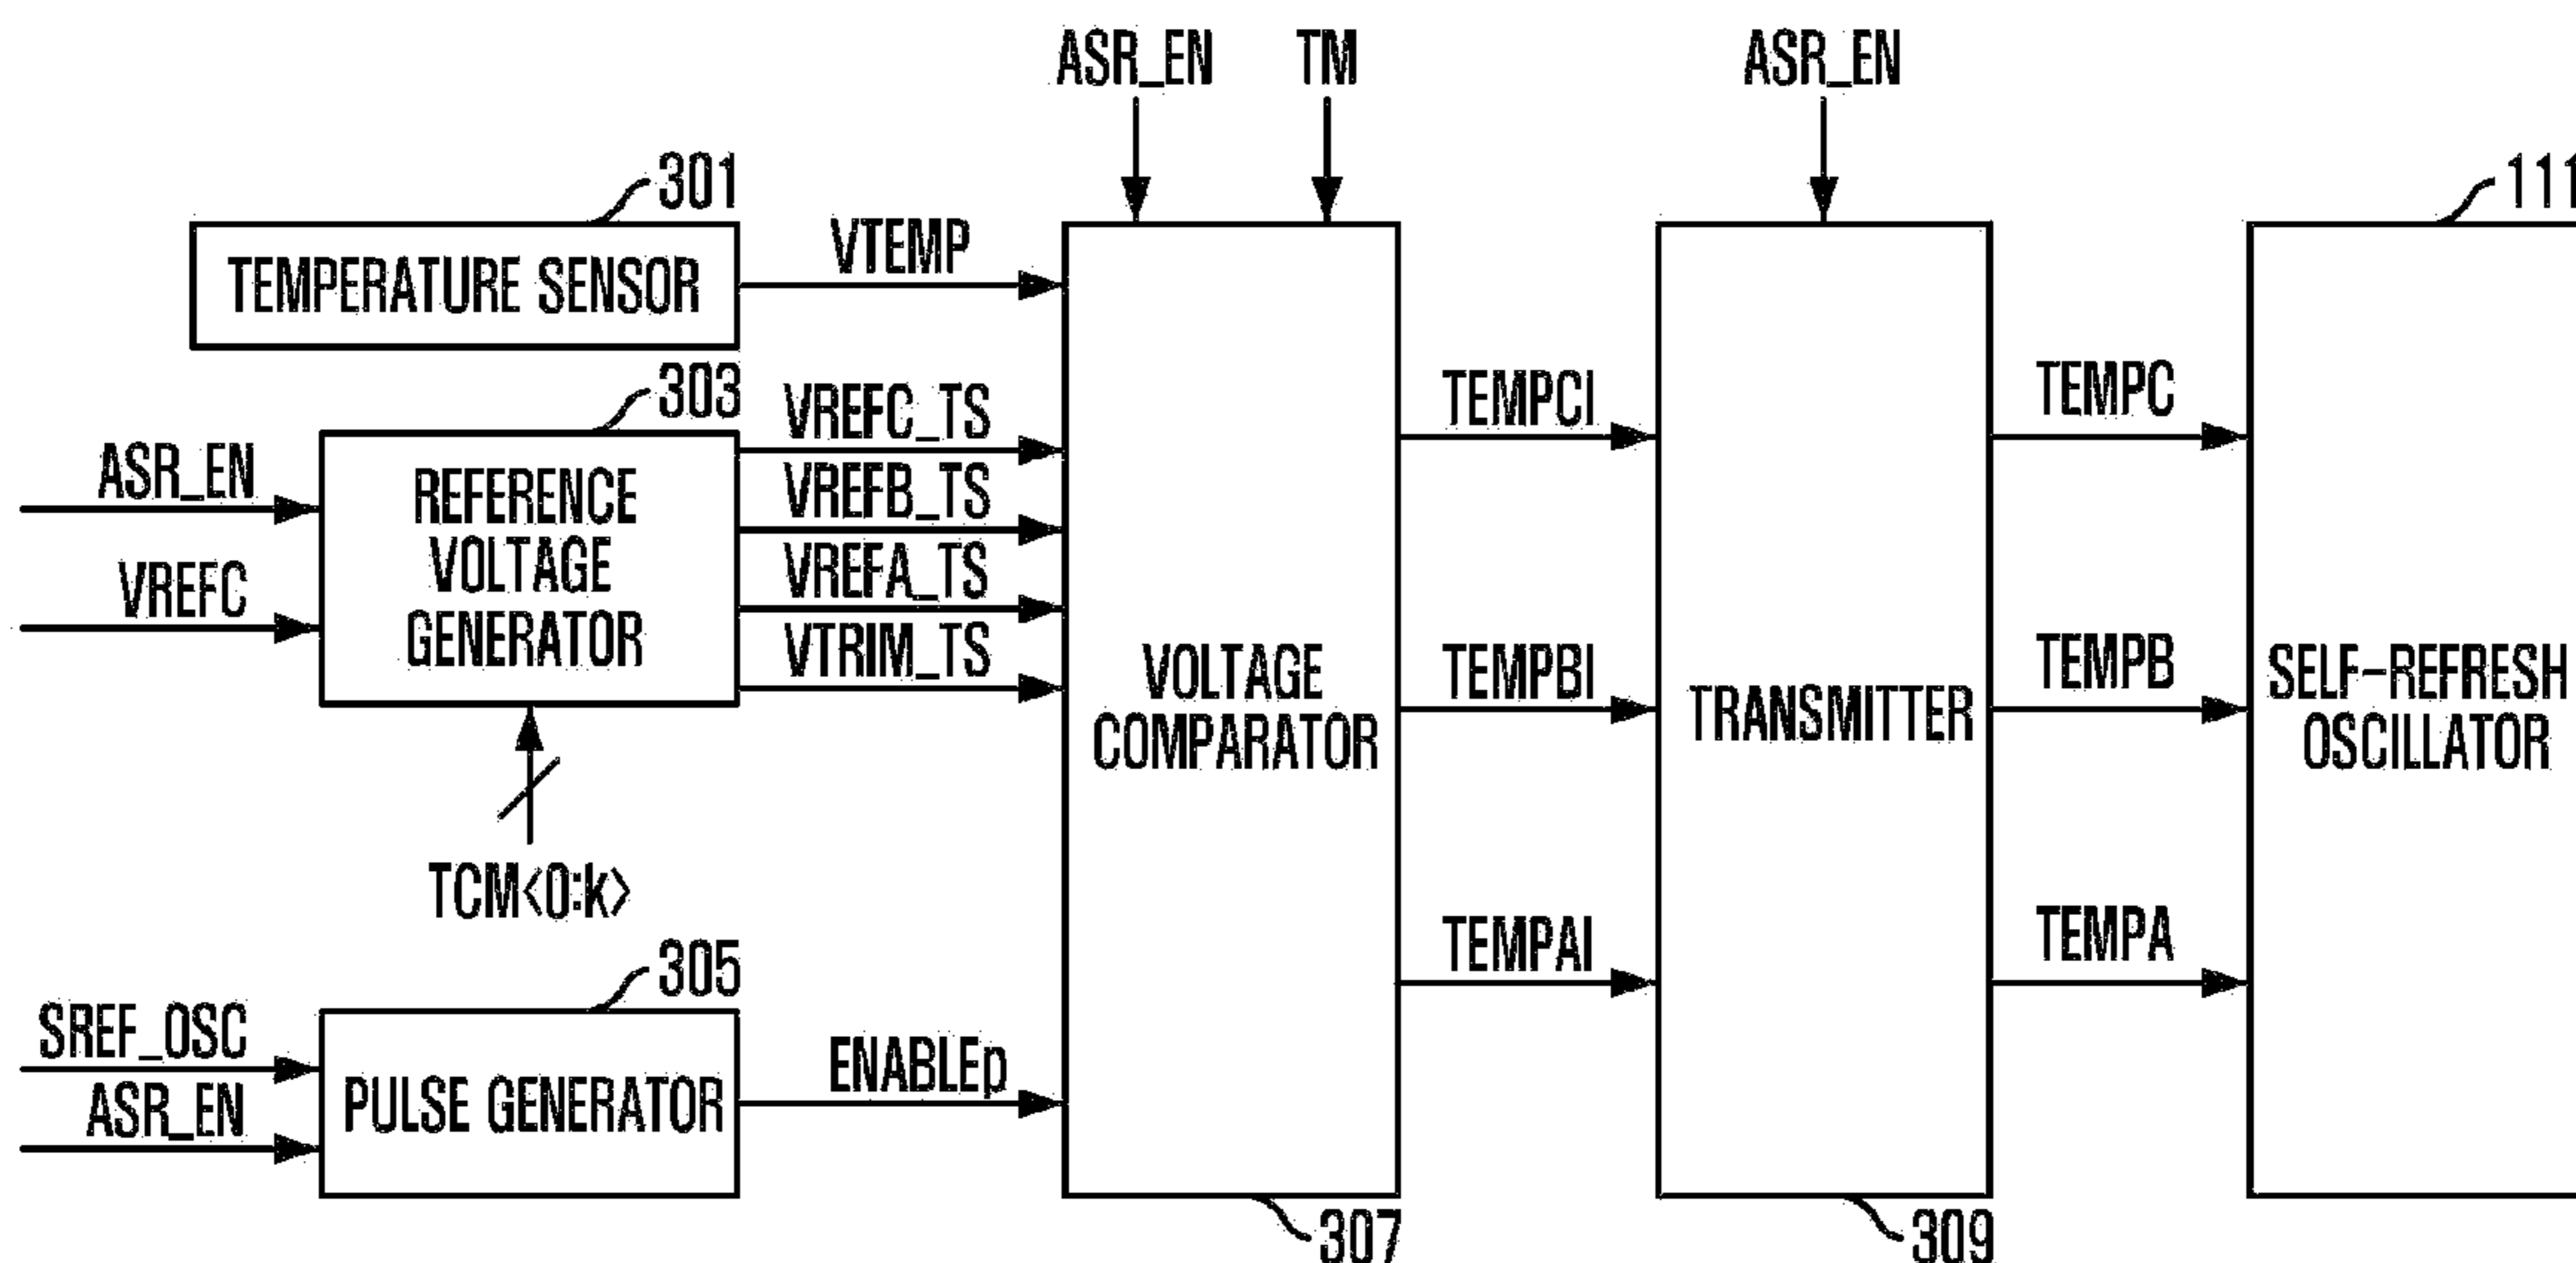 ASR_EN TM ASR_EN
301 111
TEMPERATURE SENSOR VTEMP
303
ASR_EN
VREFC
REFERENCE
VOLTAGE
GENERATOR
VREFC_TS
VREFB_TS
VREFA_TS
VTRIM_TS
TCM<0:k>
305
SREF_OSC
ASR_EN
PULSE GENERATOR
ENABLEp
VOLTAGE
COMPARATOR
307
TEMPCI
TEMPBI
TEMPAI
TRANSMITTER
309
TEMPC
TEMPB
TEMPA
SELF-REFRESH
OSCILLATOR